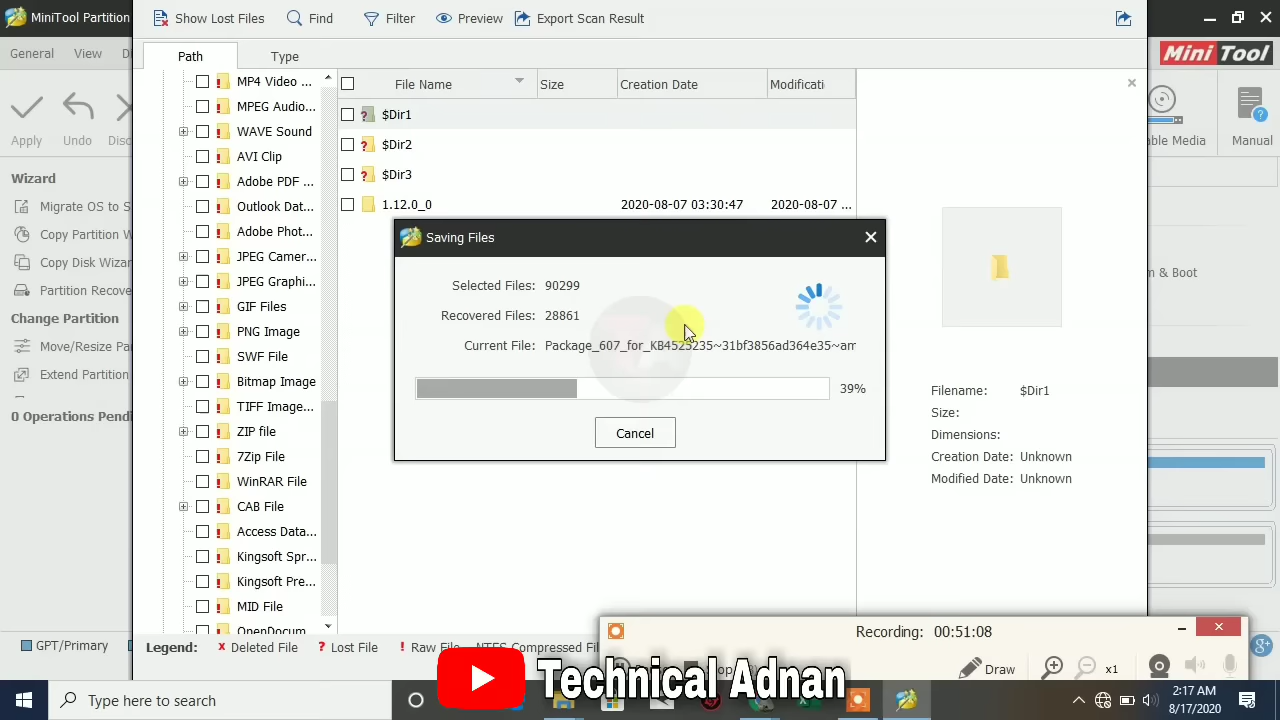 MiniTool Partition
Show Lost Files
Find
Filter
Preview
Export Scan Result
General
View
Mini Tool
Path
Type
Apply
Undo
Manual
Wizard
Migrate OS to S
Copy Partition W
Copy Disk Wizar
Partition Recove
Change Partition
Move/Resize Par
Extend Partition
0 Operations Pending
GPT/Primary
MP4 Video ...
MPEG Audio...
WAVE Sound
AVI Clip
Adobe PDF ...
Outlook Dat...
Adobe Phot...
JPEG Camer...
JPEG Graphi...
GIF Files
PNG Image
SWF File
Bitmap Image
TIFF Image...
ZIP file
7Zip File
WinRAR File
CAB File
Access Data...
Kingsoft Spr...
Kingsoft Pre...
MID File
OpenDocum
File Name
Size
Creation Date
Modificati
$Dir1
$Dir2
$Dir3
1.12.0_0
2020-08-07 03:30:47
2020-08-07 ...
Saving Files
Selected Files: 90299
Recovered Files: 28861
Current File: Package_607_for_KB4523235~31bf3856ad364e35~am
39%
Cancel
Filename: $Dir1
Size:
Dimensions:
Creation Date: Unknown
Modified Date: Unknown
able Media
m & Boot
Legend:
x Deleted File
? Lost File
! Raw File
NTFS Compressed Fil
Recording: 00:51:08
Draw
x1
Technical Adnan
Type here to search
2:17 AM
8/17/2020